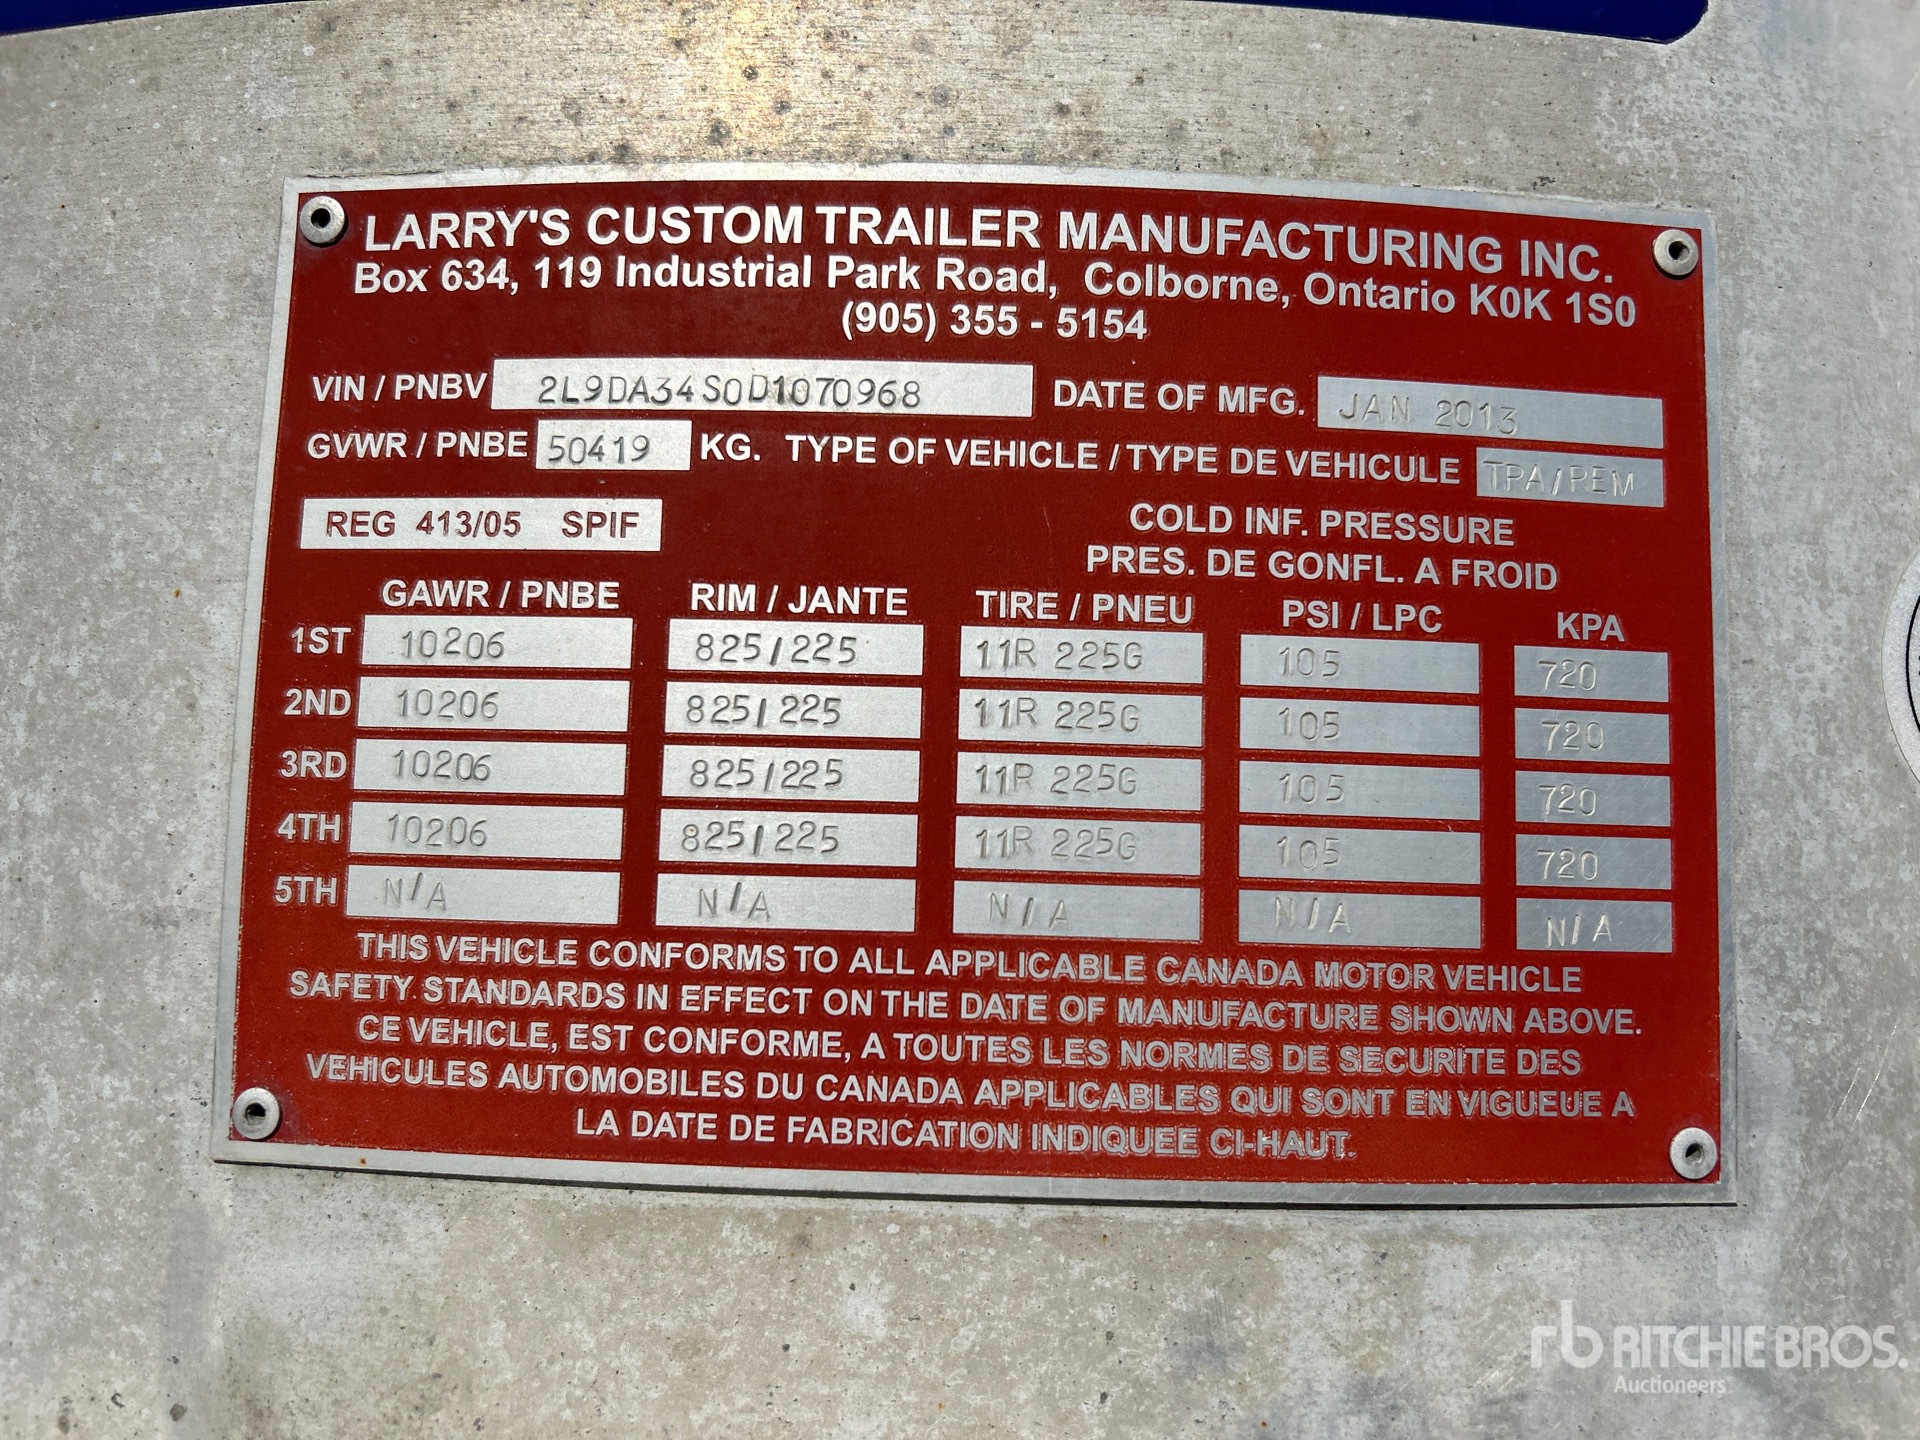 LARRY'S CUSTOM TRAILER MANUFACTURING INC.
Box 634, 119 Industrial Park Road, Colborne, Ontario K0K 1S0
(905) 355 - 5154
VIN / PNBV 2L9DA34S0D1070968 DATE OF MFG. JAN 2013
GVWR / PNBE 50419 KG. TYPE OF VEHICLE / TYPE DE VEHICULE TPA/PEM
REG 413/05 SPIF
COLD INF. PRESSURE
PRES. DE GONFL. A FROID
GAWR / PNBE RIM / JANTE TIRE / PNEU PSI / LPC KPA
1ST 10206 825/225 11R 225G 105 720
2ND 10206 825/225 11R 225G 105 720
3RD 10206 825/225 11R 225G 105 720
4TH 10206 825/225 11R 225G 105 720
5TH N/A N/A N/A N/A N/A
THIS VEHICLE CONFORMS TO ALL APPLICABLE CANADA MOTOR VEHICLE
SAFETY STANDARDS IN EFFECT ON THE DATE OF MANUFACTURE SHOWN ABOVE.
CE VEHICLE, EST CONFORME, A TOUTES LES NORMES DE SECURITE DES
VEHICULES AUTOMOBILES DU CANADA APPLICABLES QUI SONT EN VIGUEUE A
LA DATE DE FABRICATION INDIQUEE CI-HAUT.
rb RITCHIE BROS.
Auctioneers